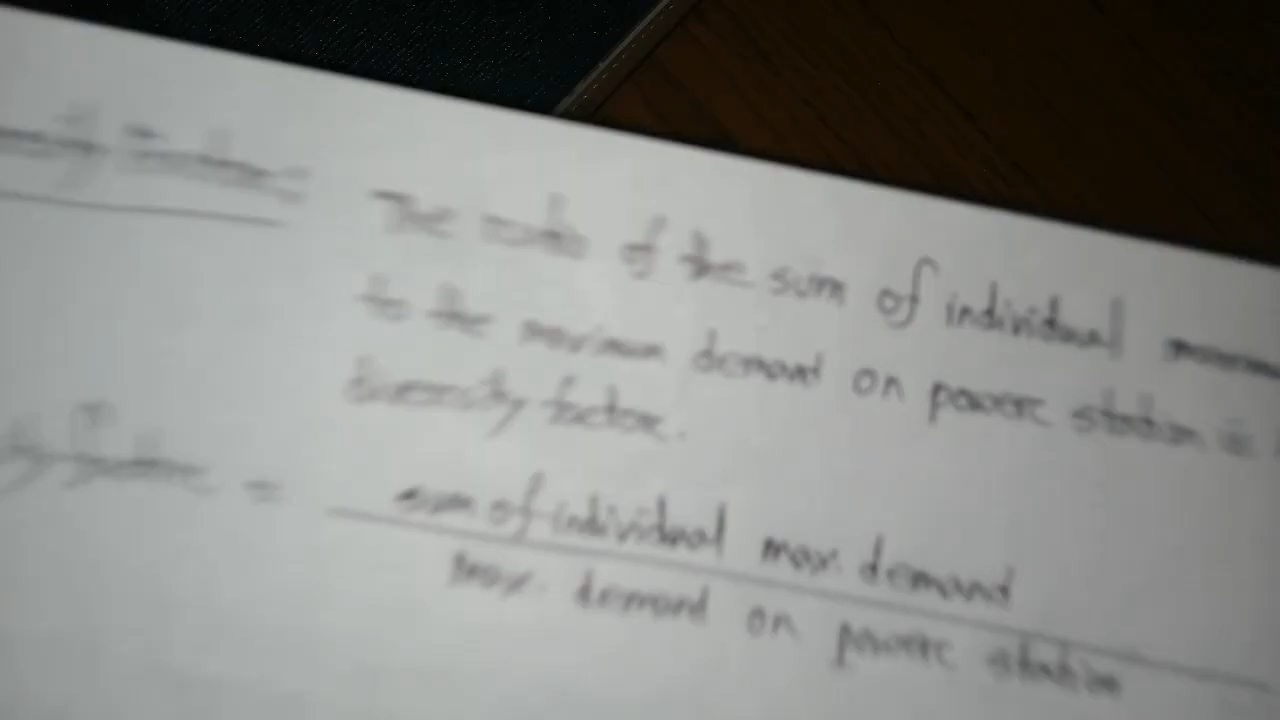 The ratio of the sum of individual
to the maximum demand on power station is
diversity factor.
= sum of individual max. demand
max. demand on power station